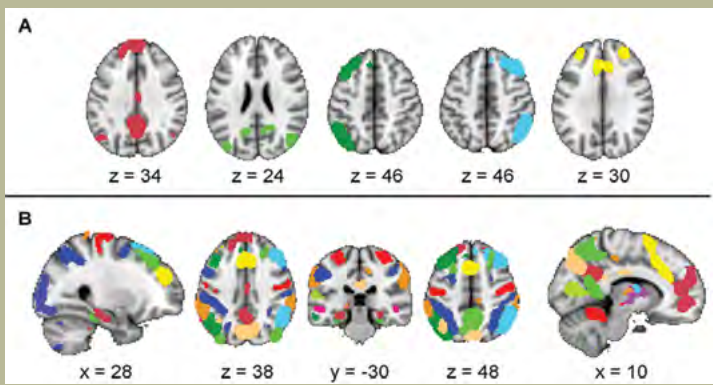 A
z = 34 z = 24 z = 46 z = 46 z = 30
B
x = 28 z = 38 y = -30 z = 48 x = 10